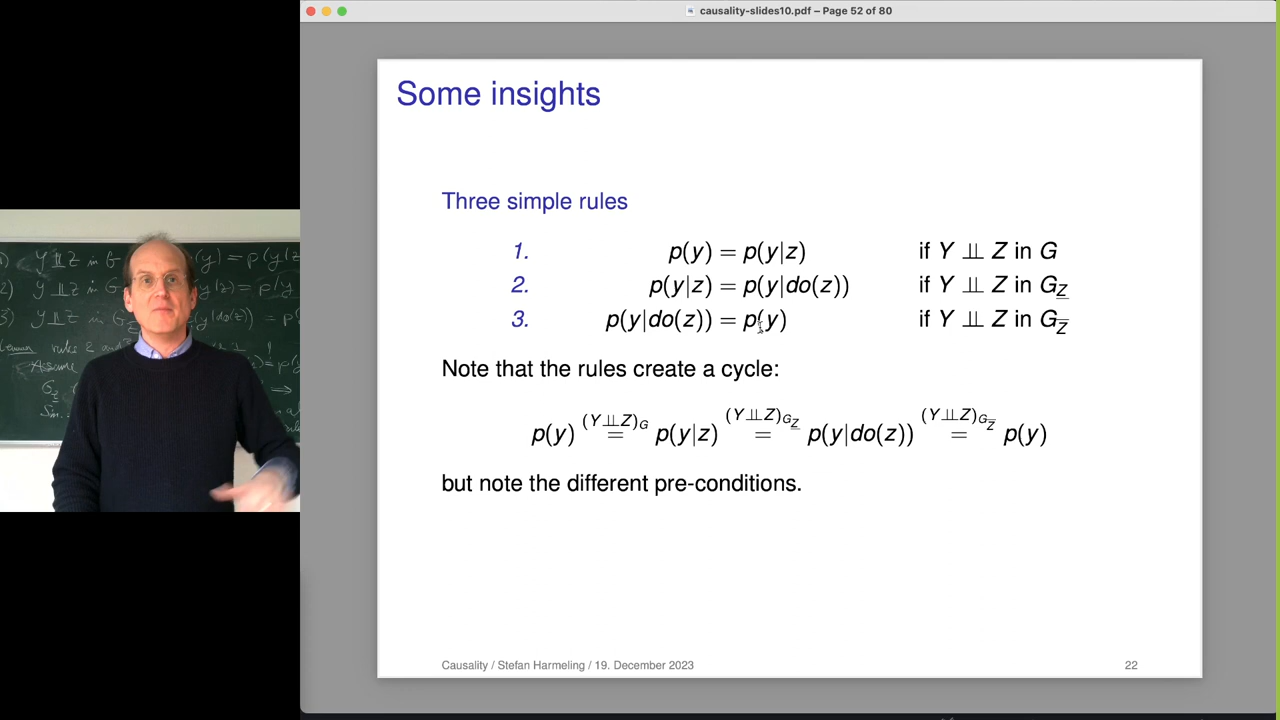 causality-slides10.pdf – Page 52 of 80
Some insights
Three simple rules
1. p(y) = p(y|z) if Y ⫫ Z in G
2. p(y|z) = p(y|do(z)) if Y ⫫ Z in G_Z̲
3. p(y|do(z)) = p(y) if Y ⫫ Z in G_Z̅
Note that the rules create a cycle:
p(y) (Y⫫Z)_G = p(y|z) (Y⫫Z)_G_Z̲ = p(y|do(z)) (Y⫫Z)_G_Z̅ = p(y)
but note the different pre-conditions.
Causality / Stefan Harmeling / 19. December 2023
22